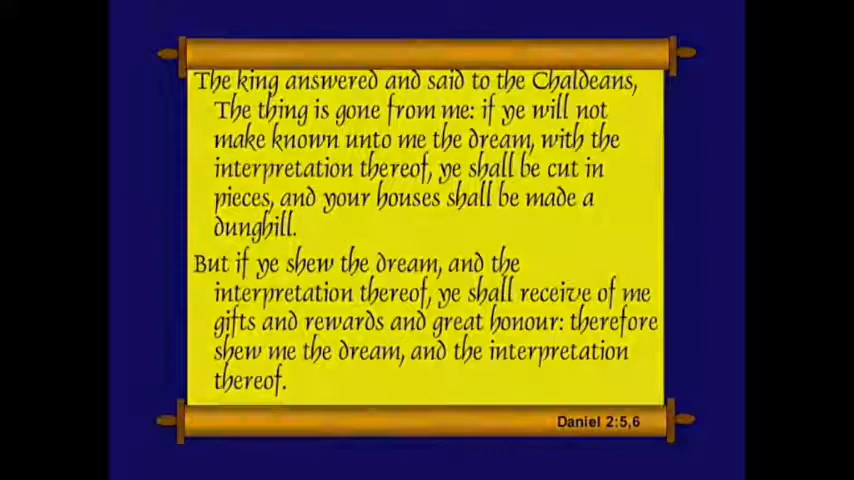 The king answered and said to the Chaldeans,
The thing is gone from me: if ye will not
make known unto me the dream, with the
interpretation thereof, ye shall be cut in
pieces, and your houses shall be made a
dunghill.
But if ye shew the dream, and the
interpretation thereof, ye shall receive of me
gifts and rewards and great honour: therefore
shew me the dream, and the interpretation
thereof.
Daniel 2:5,6